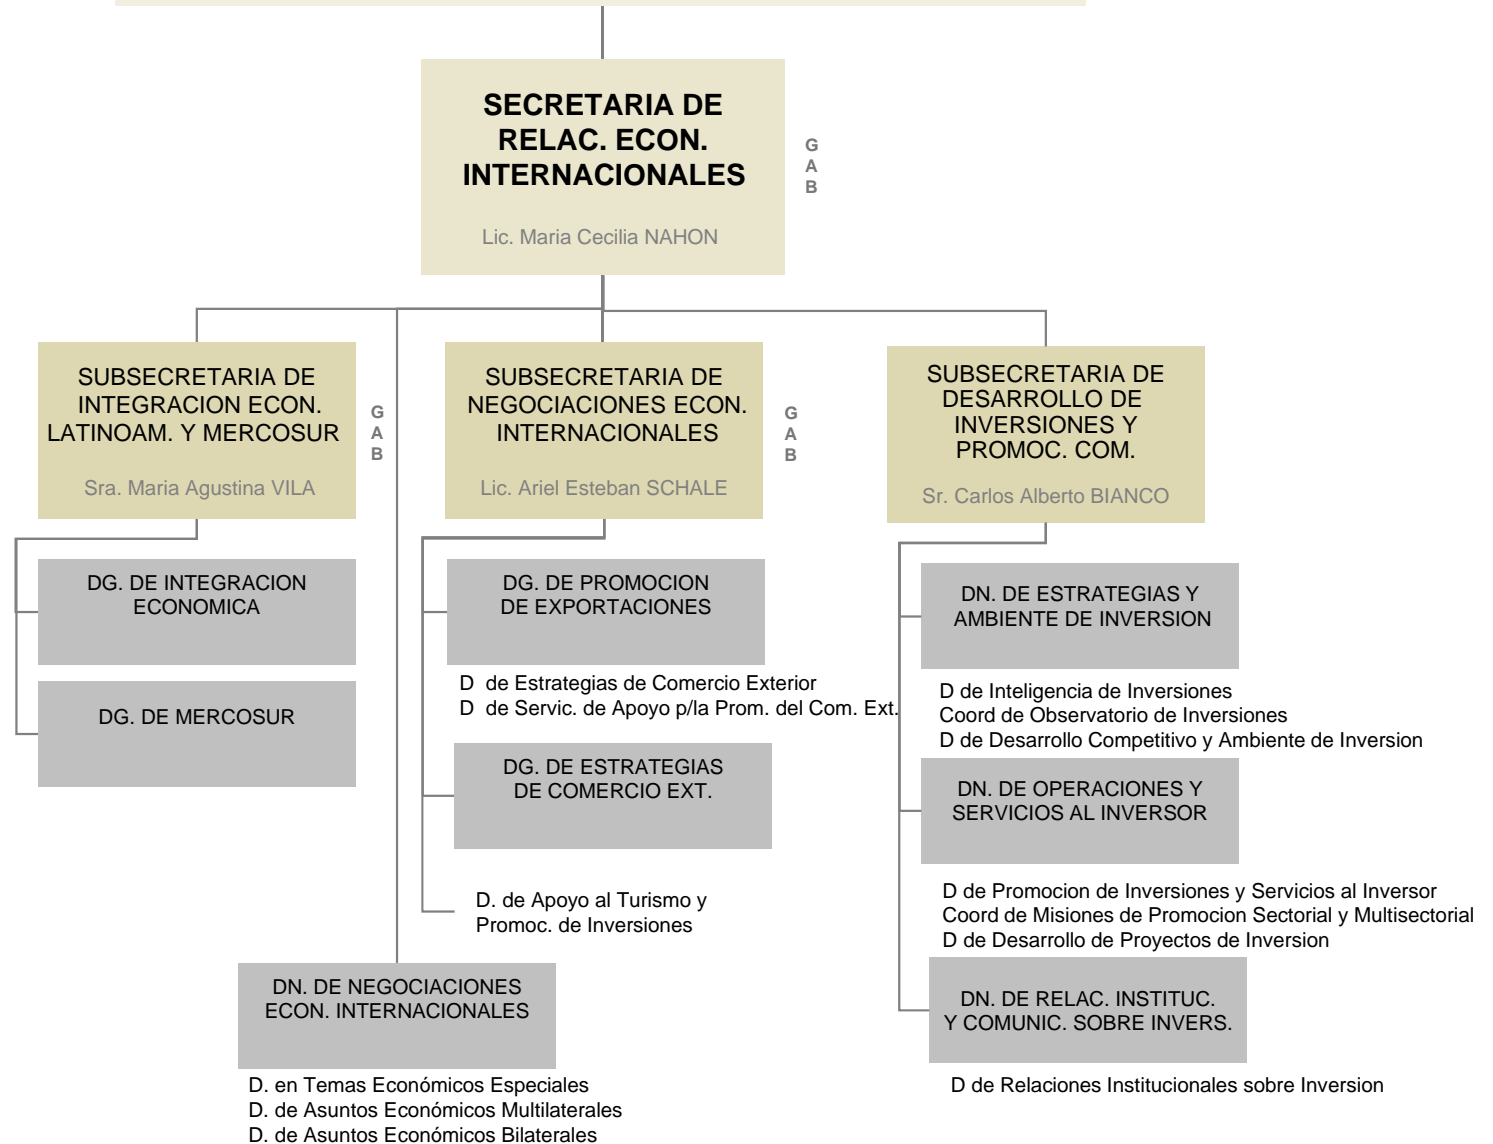 SECRETARIA DE
RELAC. ECON.
INTERNACIONALES
Lic. Maria Cecilia NAHON
G
A
B
SUBSECRETARIA DE
INTEGRACION ECON.
LATINOAM. Y MERCOSUR
Sra. Maria Agustina VILA
G
A
B
SUBSECRETARIA DE
NEGOCIACIONES ECON.
INTERNACIONALES
Lic. Ariel Esteban SCHALE
G
A
B
SUBSECRETARIA DE
DESARROLLO DE
INVERSIONES Y
PROMOC. COM.
Sr. Carlos Alberto BIANCO
DG. DE INTEGRACION
ECONOMICA
DG. DE MERCOSUR
DG. DE PROMOCION
DE EXPORTACIONES
D de Estrategias de Comercio Exterior
D de Servic. de Apoyo p/la Prom. del Com. Ext.
DG. DE ESTRATEGIAS
DE COMERCIO EXT.
D. de Apoyo al Turismo y
Promoc. de Inversiones
DN. DE NEGOCIACIONES
ECON. INTERNACIONALES
D. en Temas Económicos Especiales
D. de Asuntos Económicos Multilaterales
D. de Asuntos Económicos Bilaterales
DN. DE ESTRATEGIAS Y
AMBIENTE DE INVERSION
D de Inteligencia de Inversiones
Coord de Observatorio de Inversiones
D de Desarrollo Competitivo y Ambiente de Inversion
DN. DE OPERACIONES Y
SERVICIOS AL INVERSOR
D de Promocion de Inversiones y Servicios al Inversor
Coord de Misiones de Promocion Sectorial y Multisectorial
D de Desarrollo de Proyectos de Inversion
DN. DE RELAC. INSTITUC.
Y COMUNIC. SOBRE INVERS.
D de Relaciones Institucionales sobre Inversion